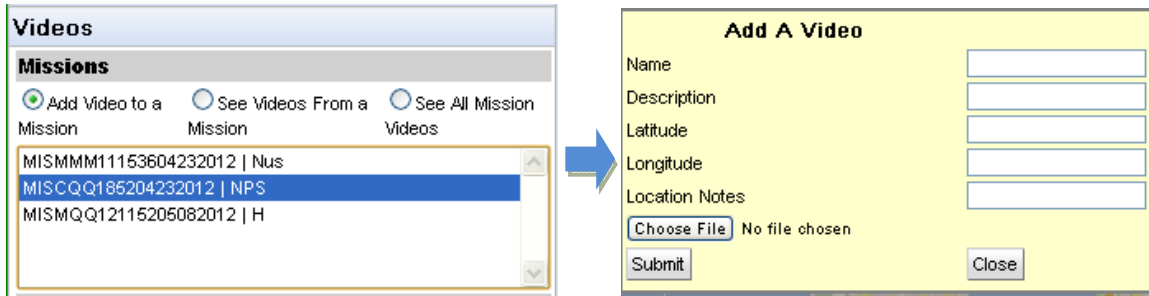 Videos
Missions
Add Video to a Mission
See Videos From a Mission
See All Mission Videos
MISMMM11153604232012 | Nus
MISCQQ185204232012 | NPS
MISMQQ12115205082012 | H
Add A Video
Name
Description
Latitude
Longitude
Location Notes
Choose File No file chosen
Submit Close